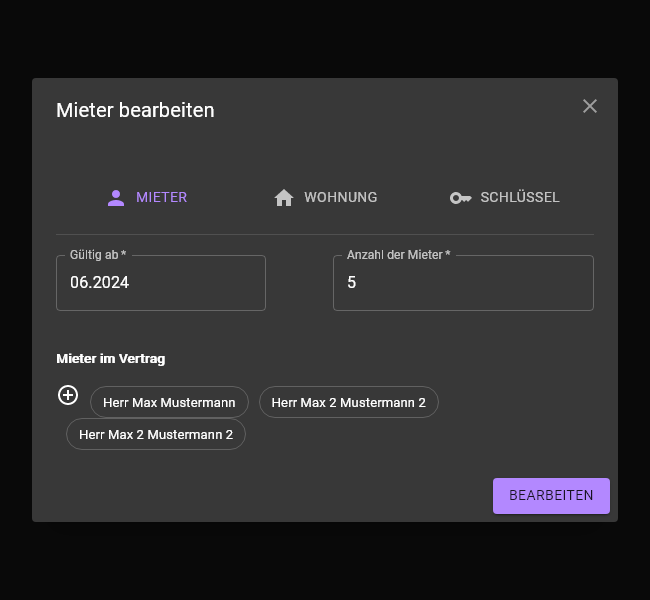 Mieter bearbeiten
MIETER WOHNUNG SCHLÜSSEL
Gültig ab * Anzahl der Mieter *
06.2024 5
Mieter im Vertrag
Herr Max Mustermann Herr Max 2 Mustermann 2
Herr Max 2 Mustermann 2
BEARBEITEN